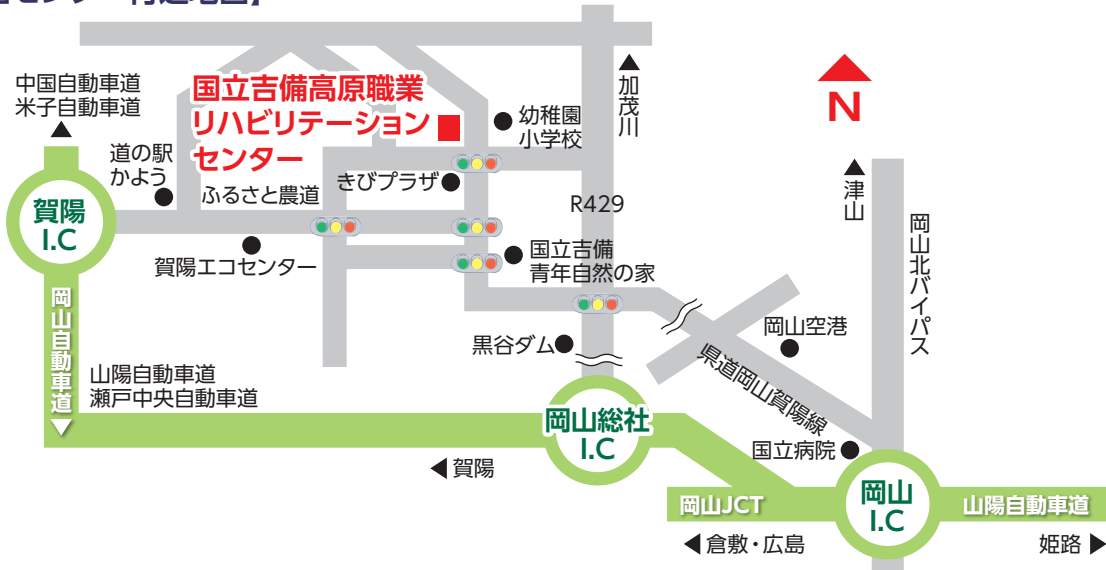 中国自動車道
米子自動車道
国立吉備高原職業
リハビリテーション
センター
加茂川
N
幼稚園
小学校
道の駅
かよう
ふるさと農道
きびプラザ
賀陽
I.C
R429
津山
岡山北バイパス
賀陽エコセンター
国立吉備
青年自然の家
岡山自動車道
黒谷ダム
岡山空港
県道岡山賀陽線
山陽自動車道
瀬戸中央自動車道
岡山総社
I.C
賀陽
国立病院
岡山JCT
岡山
I.C
山陽自動車道
倉敷・広島
姫路